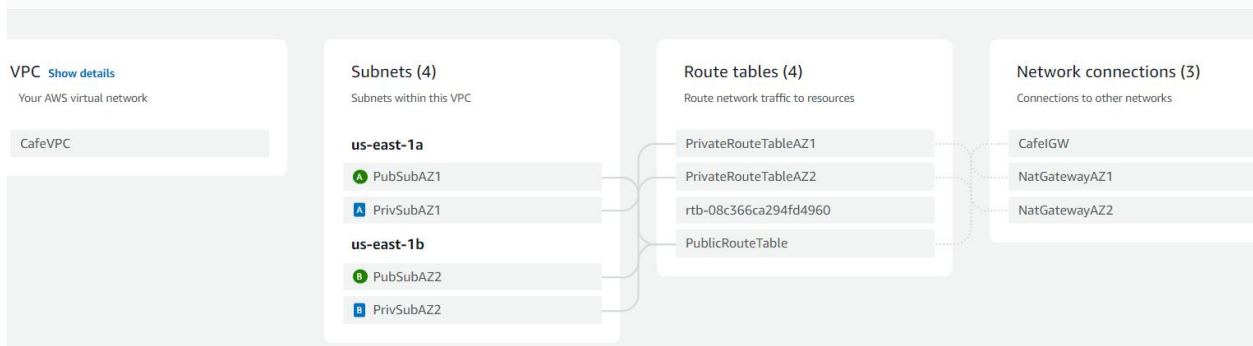 VPC Show details
Your AWS virtual network
CafeVPC
Subnets (4)
Subnets within this VPC
us-east-1a
A PubSubAZ1
A PrivSubAZ1
us-east-1b
B PubSubAZ2
B PrivSubAZ2
Route tables (4)
Route network traffic to resources
PrivateRouteTableAZ1
PrivateRouteTableAZ2
rtb-08c366ca294fd4960
PublicRouteTable
Network connections (3)
Connections to other networks
CafeIGW
NatGatewayAZ1
NatGatewayAZ2